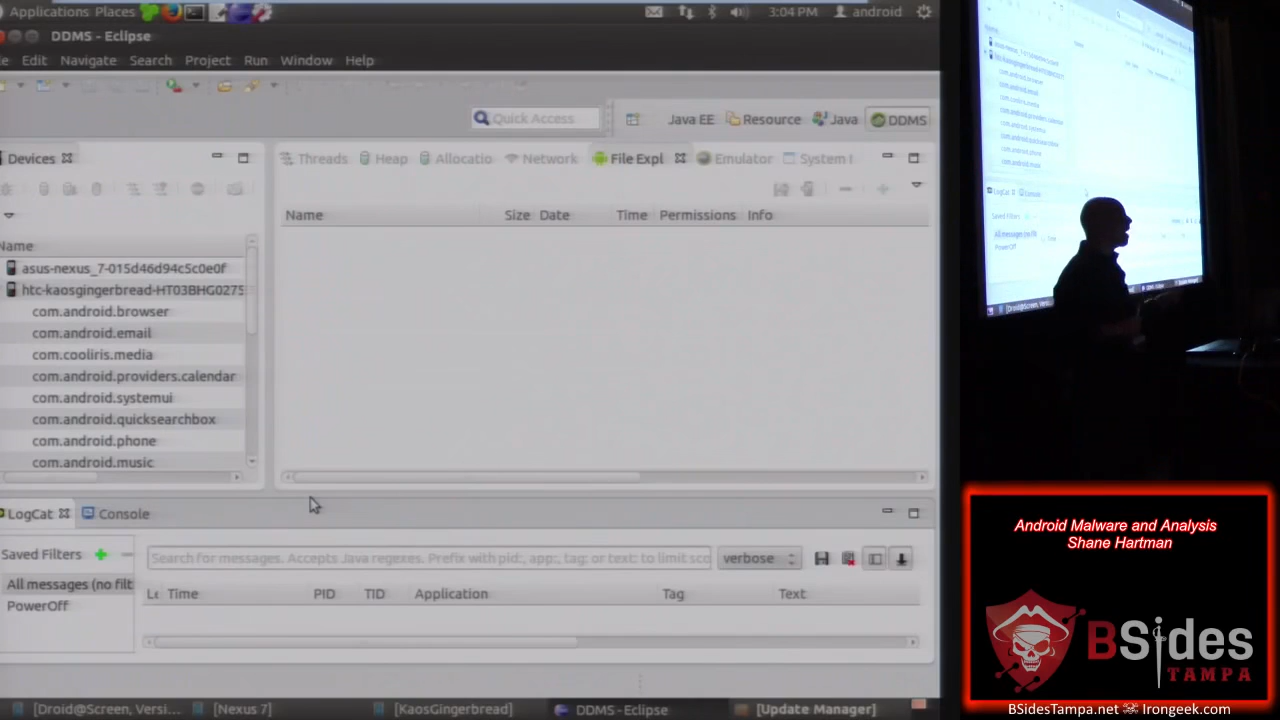 Applications Places 3:04 PM android
DDMS - Eclipse
Edit Navigate Search Project Run Window Help
Quick Access Java EE Resource Java DDMS
Devices Threads Heap Allocatio Network File Expl Emulator System I
Name Size Date Time Permissions Info
Name
asus-nexus_7-015d46d94c5c0e0f
htc-kaosgingerbread-HT03BHG0275
com.android.browser
com.android.email
com.cooliris.media
com.android.providers.calendar
com.android.systemui
com.android.quicksearchbox
com.android.phone
com.android.music
LogCat Console
Saved Filters Search for messages. Accepts Java regexes. Prefix with pid:, app:, tag: or text: to limit sco verbose
All messages (no filt
PowerOff
Time PID TID Application Tag Text
[Droid@Screen, Versi... [Nexus 7] [KaosGingerbread] DDMS - Eclipse [Update Manager]
Android Malware and Analysis
Shane Hartman
BSides
TAMPA
BSidesTampa.net Irongeek.com